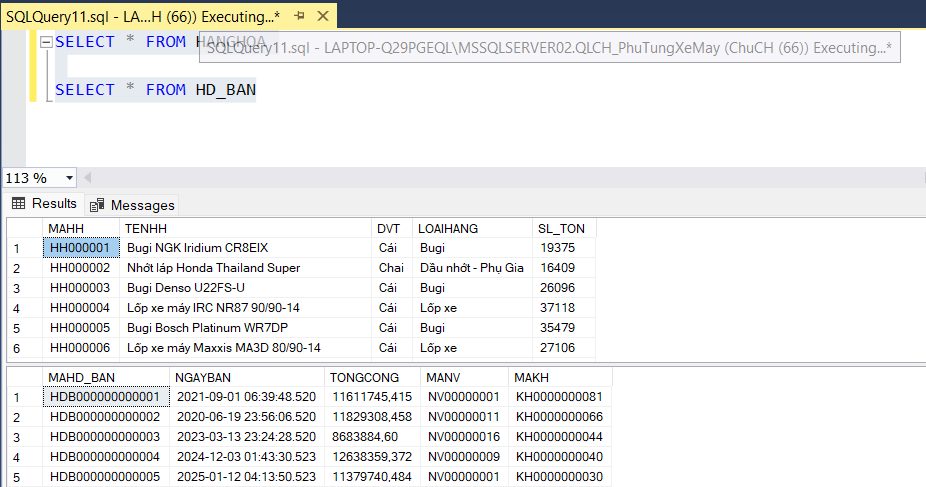 SQLQuery11.sql - LA...H (66)) Executing...*
SELECT * FROM HANGHOA
SQLQuery11.sql - LAPTOP-Q29PGEQL\MSSQLSERVER02.QLCH_PhuTungXeMay (ChuCH (66)) Executing...*
SELECT * FROM HD_BAN
113 %
Results Messages
MAHH TENHH DVT LOAIHANG SL_TON
1 HH000001 Bugi NGK Iridium CR8EIX Cái Bugi 19375
2 HH000002 Nhớt láp Honda Thailand Super Chai Dầu nhớt - Phụ Gia 16409
3 HH000003 Bugi Denso U22FS-U Cái Bugi 26096
4 HH000004 Lốp xe máy IRC NR87 90/90-14 Cái Lốp xe 37118
5 HH000005 Bugi Bosch Platinum WR7DP Cái Bugi 35479
6 HH000006 Lốp xe máy Maxxis MA3D 80/90-14 Cái Lốp xe 27106
MAHD_BAN NGAYBAN TONGCONG MANV MAKH
1 HDB000000000001 2021-09-01 06:39:48.520 11611745,415 NV00000001 KH0000000081
2 HDB000000000002 2020-06-19 23:56:06.520 11829308,458 NV00000011 KH0000000066
3 HDB000000000003 2023-03-13 23:24:28.520 8683884,60 NV00000016 KH0000000044
4 HDB000000000004 2024-12-03 01:43:30.523 12638359,372 NV00000009 KH0000000040
5 HDB000000000005 2025-01-12 04:13:50.523 11379740,484 NV00000001 KH0000000030